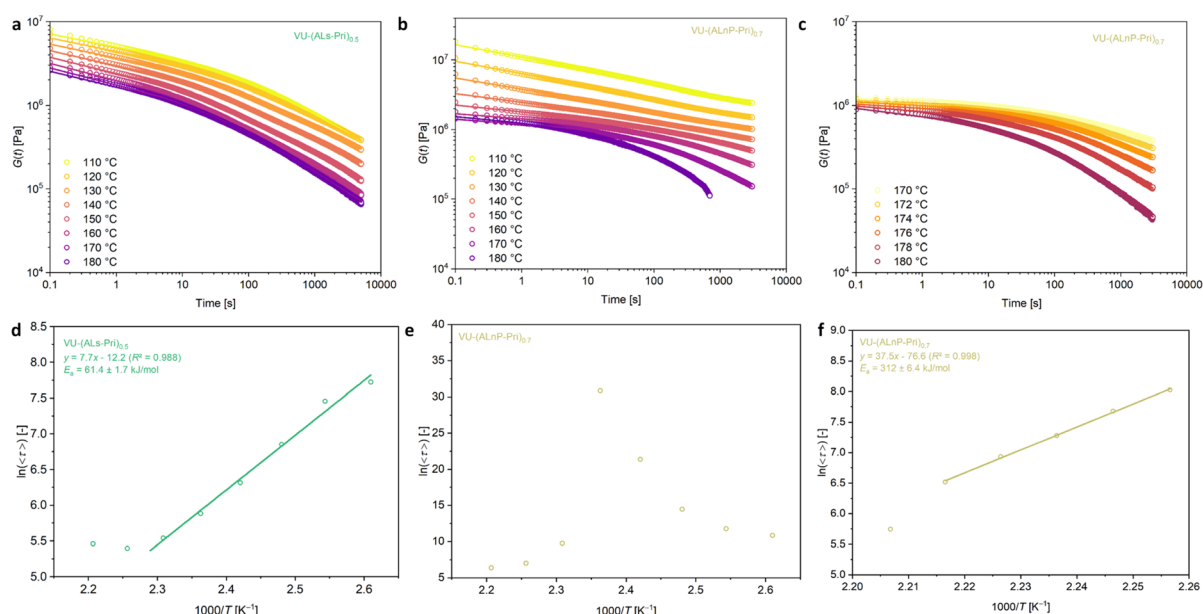 a
VU-(ALs-Pri)0.5
10⁷
10⁶
10⁵
10⁴
G(t) [Pa]
110 °C
120 °C
130 °C
140 °C
150 °C
160 °C
170 °C
180 °C
0.1 1 10 100 1000 10000
Time [s]
b
VU-(ALnP-Pri)0.7
10⁷
10⁶
10⁵
10⁴
G(t) [Pa]
110 °C
120 °C
130 °C
140 °C
150 °C
160 °C
170 °C
180 °C
0.1 1 10 100 1000 10000
Time [s]
c
VU-(ALnP-Pri)0.7
10⁷
10⁶
10⁵
10⁴
G(t) [Pa]
170 °C
172 °C
174 °C
176 °C
178 °C
180 °C
0.1 1 10 100 1000 10000
Time [s]
d
VU-(ALs-Pri)0.5
y = 7.7x - 12.2 (R² = 0.988)
Ea = 61.4 ± 1.7 kJ/mol
8.5
8.0
7.5
7.0
6.5
6.0
5.5
5.0
ln(<τ>) [-]
2.2 2.3 2.4 2.5 2.6
1000/T [K⁻¹]
e
VU-(ALnP-Pri)0.7
40
35
30
25
20
15
10
5
ln(<τ>) [-]
2.2 2.3 2.4 2.5 2.6
1000/T [K⁻¹]
f
VU-(ALnP-Pri)0.7
y = 37.5x - 76.6 (R² = 0.998)
Ea = 312 ± 6.4 kJ/mol
9.0
8.5
8.0
7.5
7.0
6.5
6.0
5.5
5.0
ln(<τ>) [-]
2.20 2.21 2.22 2.23 2.24 2.25 2.26
1000/T [K⁻¹]